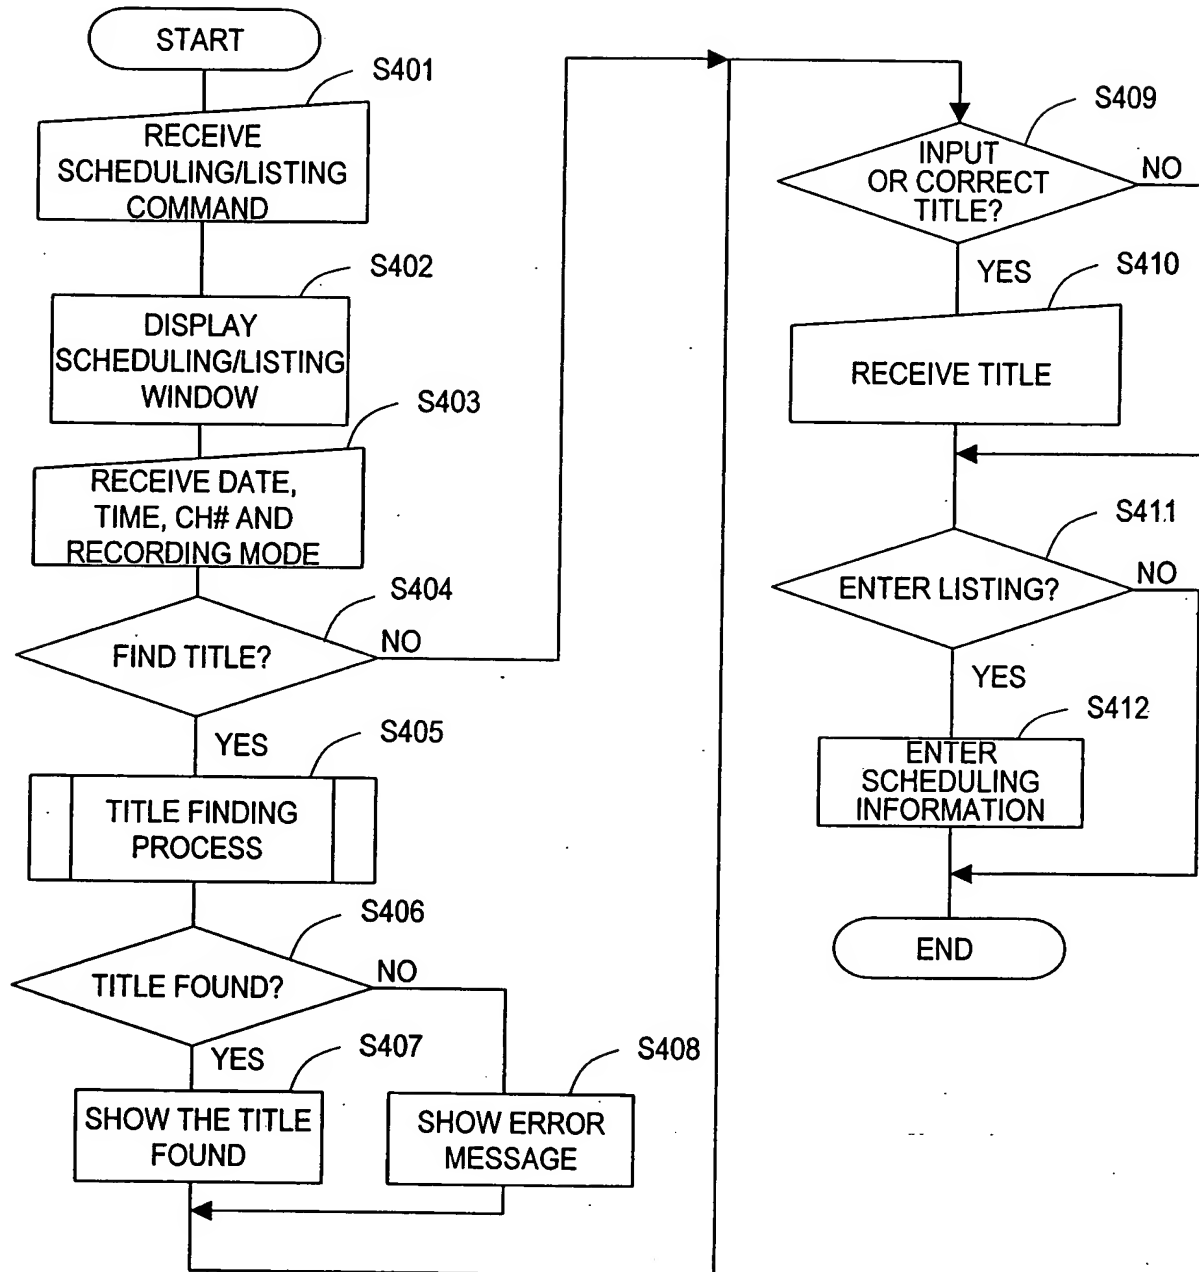 START
S401
RECEIVE
SCHEDULING/LISTING
COMMAND
S402
DISPLAY
SCHEDULING/LISTING
WINDOW
S403
RECEIVE DATE,
TIME, CH# AND
RECORDING MODE
S404
FIND TITLE?
NO
YES
S405
TITLE FINDING
PROCESS
S406
TITLE FOUND?
NO
YES
S407
SHOW THE TITLE
FOUND
S408
SHOW ERROR
MESSAGE
S409
INPUT
OR CORRECT
TITLE?
NO
YES
S410
RECEIVE TITLE
S411
ENTER LISTING?
NO
YES
S412
ENTER
SCHEDULING
INFORMATION
END